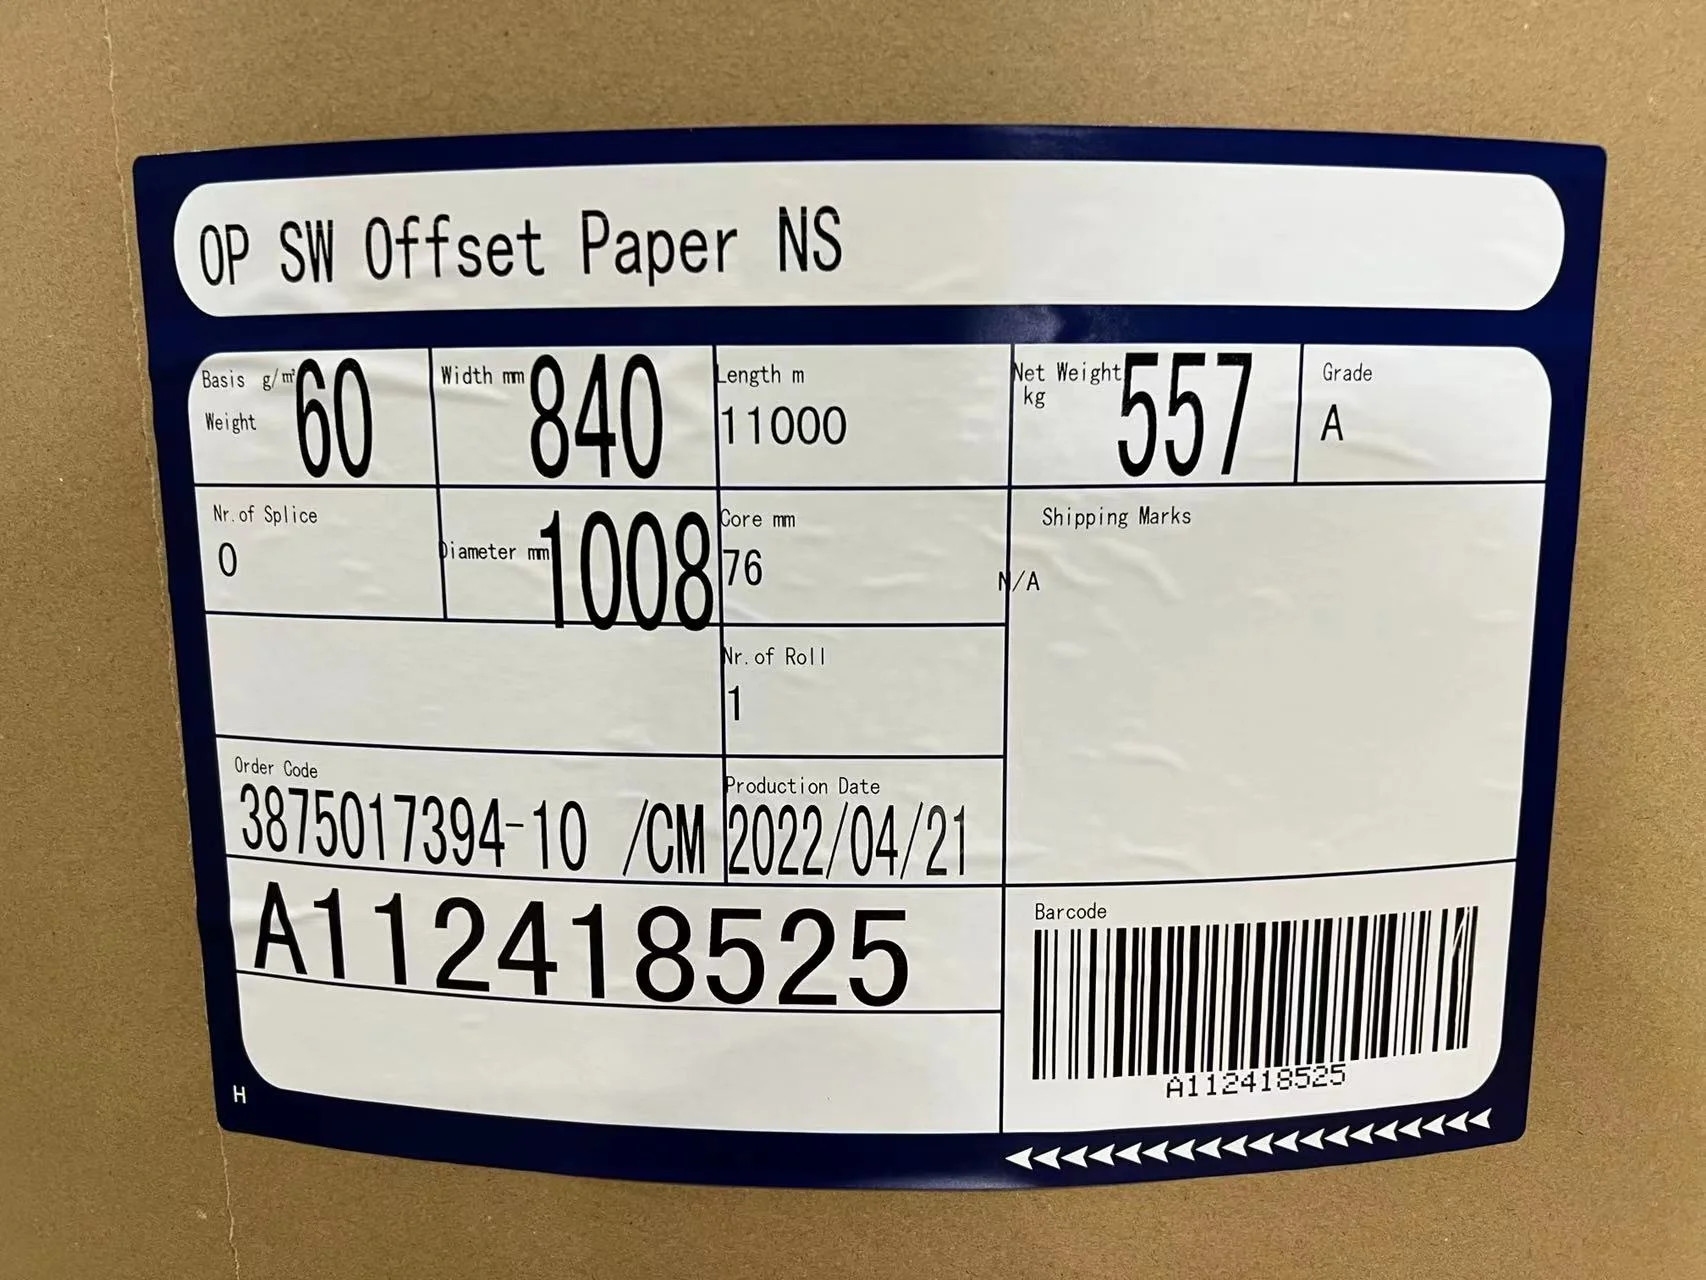 OP SW Offset Paper NS
Basis g/㎡ 60
Weight
Width mm 840
Length m
11000
Net Weight 557
kg
Grade
A
Nr.of Splice
0
Diameter mm 1008
Core mm
76
Shipping Marks
N/A
Nr.of Roll
1
Order Code
3875017394-10 /CM
Production Date
2022/04/21
A112418525
Barcode
A112418525
H